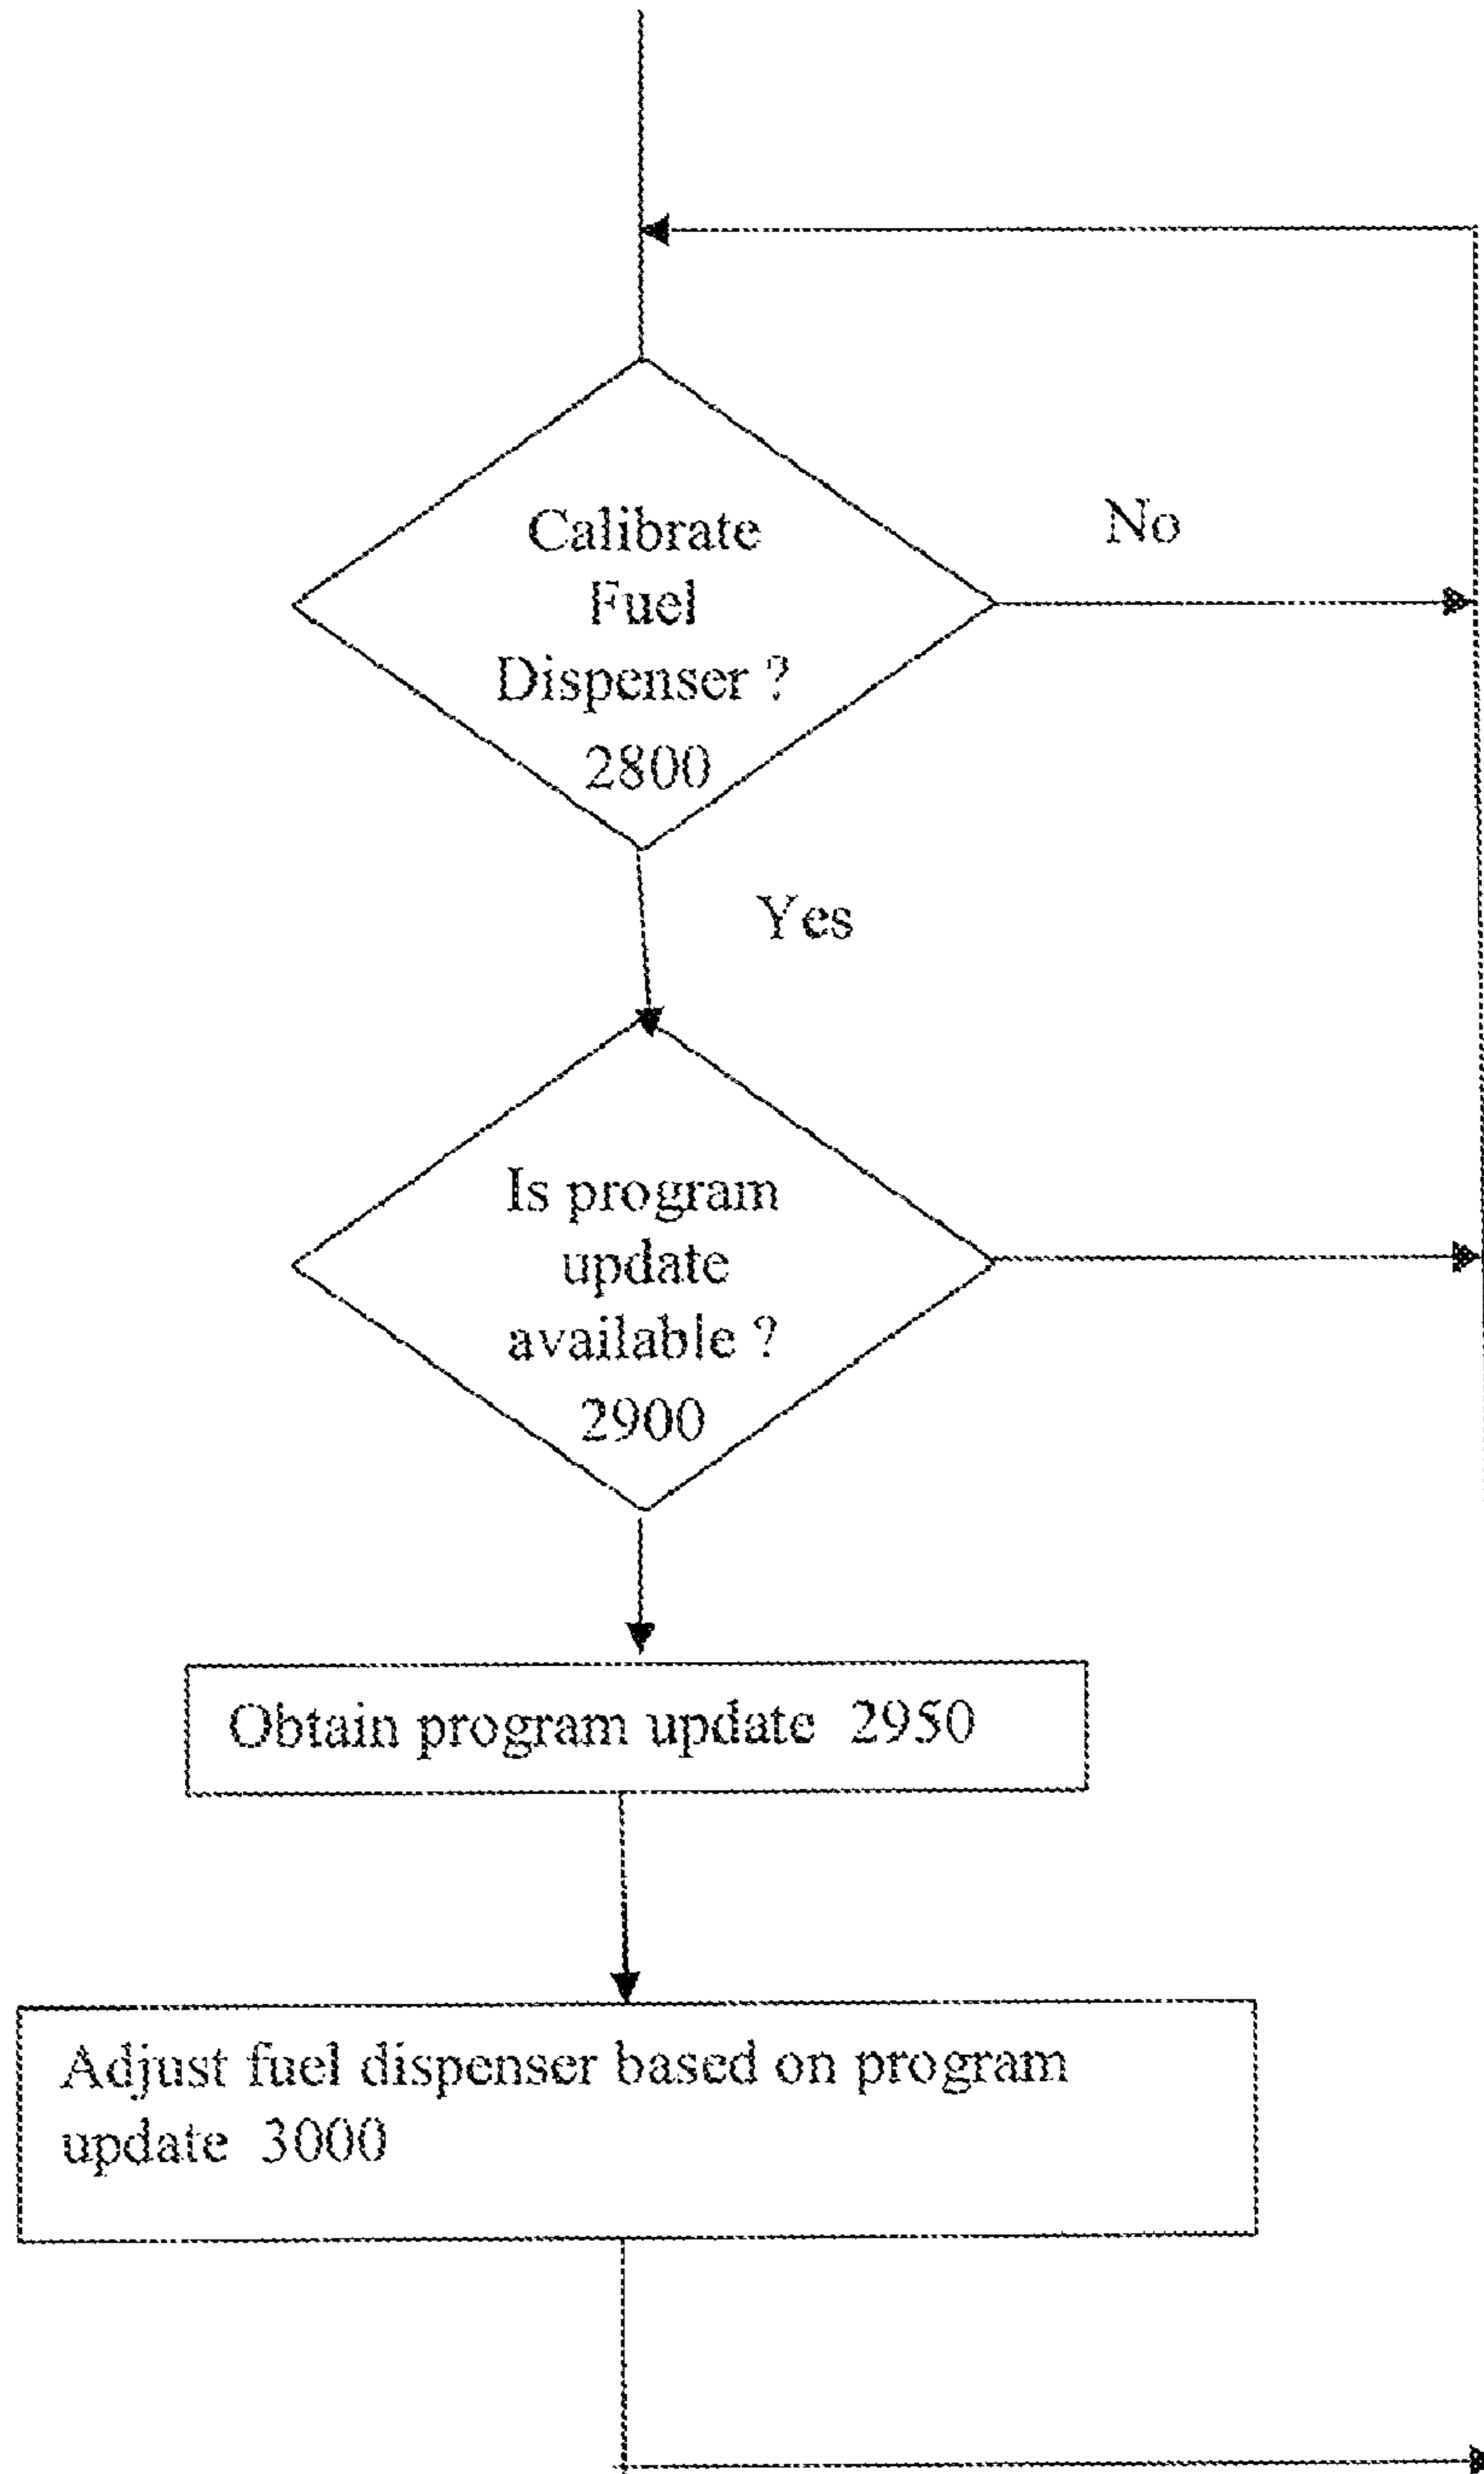 Calibrate
Fuel
Dispenser ?
2800
No
Yes
Is program
update
available ?
2900
Obtain program update 2950
Adjust fuel dispenser based on program
update 3000